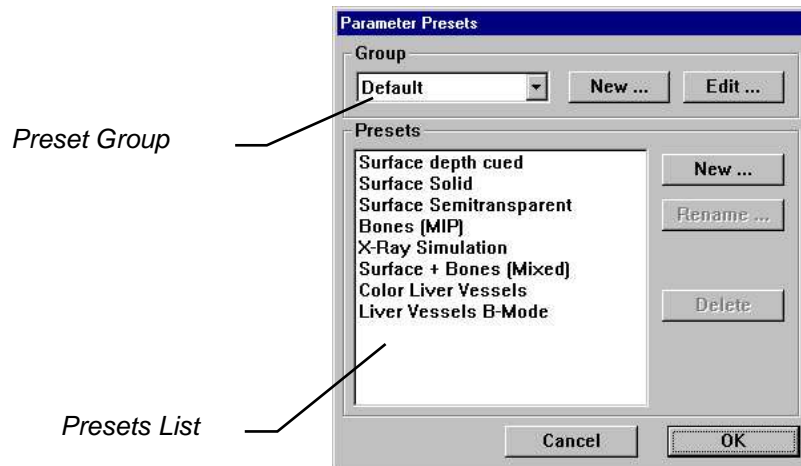 Parameter Presets
Group
Default
New ...
Edit ...
Preset Group
Presets
Surface depth cued
Surface Solid
Surface Semitransparent
Bones (MIP)
X-Ray Simulation
Surface + Bones (Mixed)
Color Liver Vessels
Liver Vessels B-Mode
New ...
Rename ...
Delete
Presets List
Cancel
OK